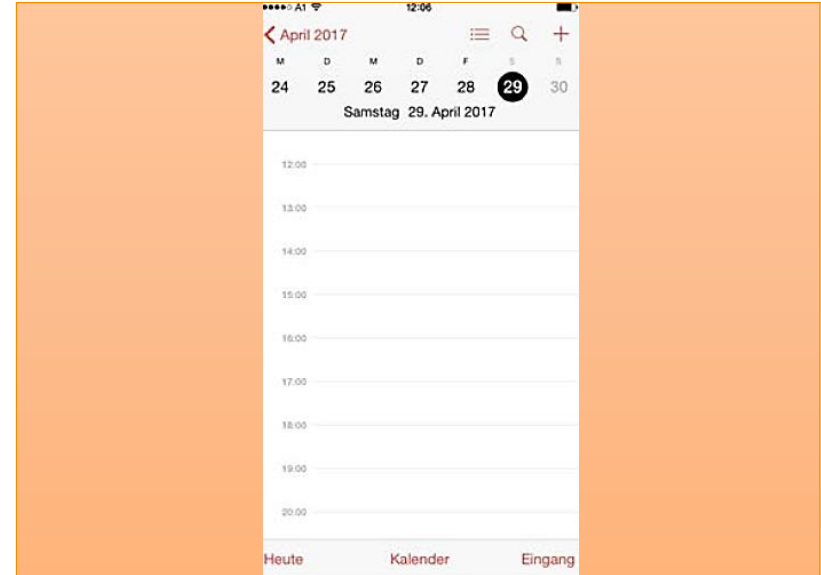 A1 12:06
April 2017
M D M D F S S
24 25 26 27 28 29 30
Samstag 29. April 2017
12:00
13:00
14:00
15:00
16:00
17:00
18:00
19:00
20:00
Heute Kalender Eingang